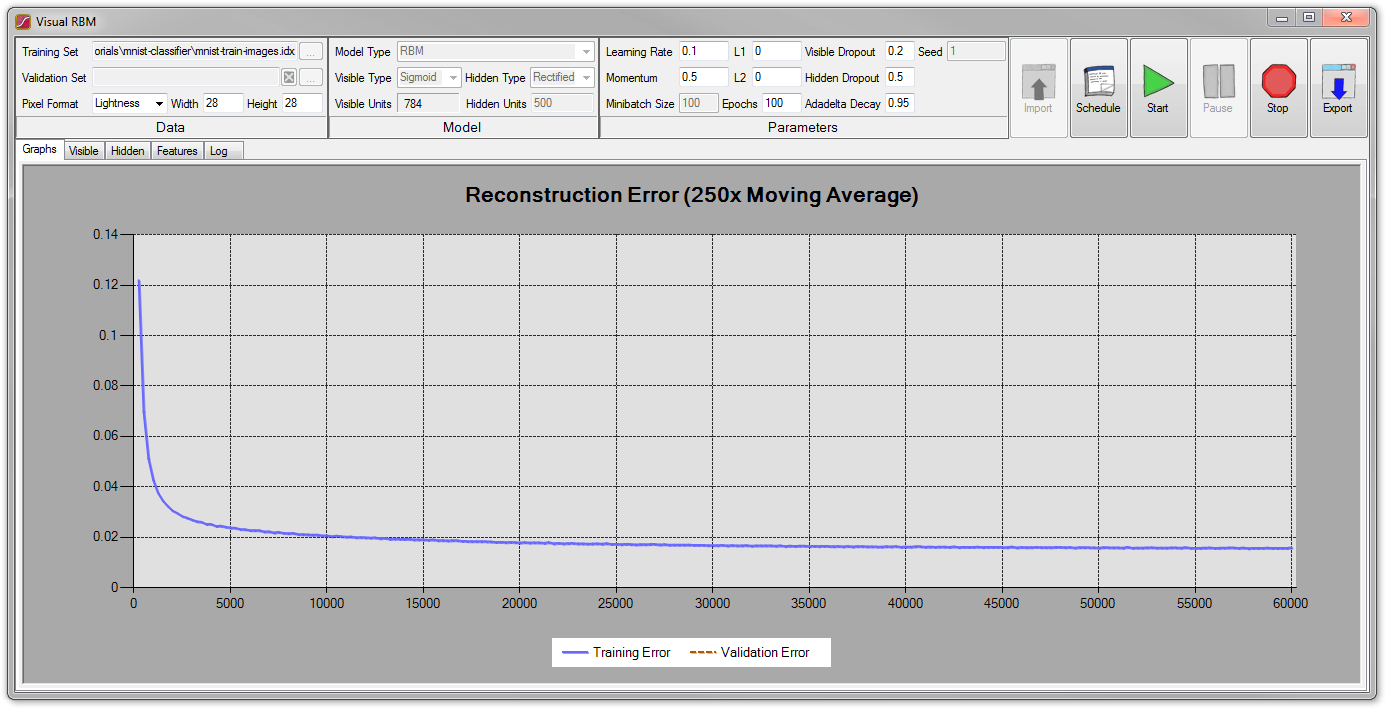 Visual RBM
Training Set orials\mnist-classifier\mnist-train-images.idx ...
Validation Set ...
Pixel Format Lightness Width 28 Height 28
Data
Model Type RBM
Visible Type Sigmoid Hidden Type Rectified
Visible Units 784 Hidden Units 500
Model
Learning Rate 0.1 L1 0 Visible Dropout 0.2 Seed 1
Momentum 0.5 L2 0 Hidden Dropout 0.5
Minibatch Size 100 Epochs 100 Adadelta Decay 0.95
Parameters
Import Schedule Start Pause Stop Export
Graphs Visible Hidden Features Log
Reconstruction Error (250x Moving Average)
0.14
0.12
0.1
0.08
0.06
0.04
0.02
0
0 5000 10000 15000 20000 25000 30000 35000 40000 45000 50000 55000 60000
Training Error Validation Error